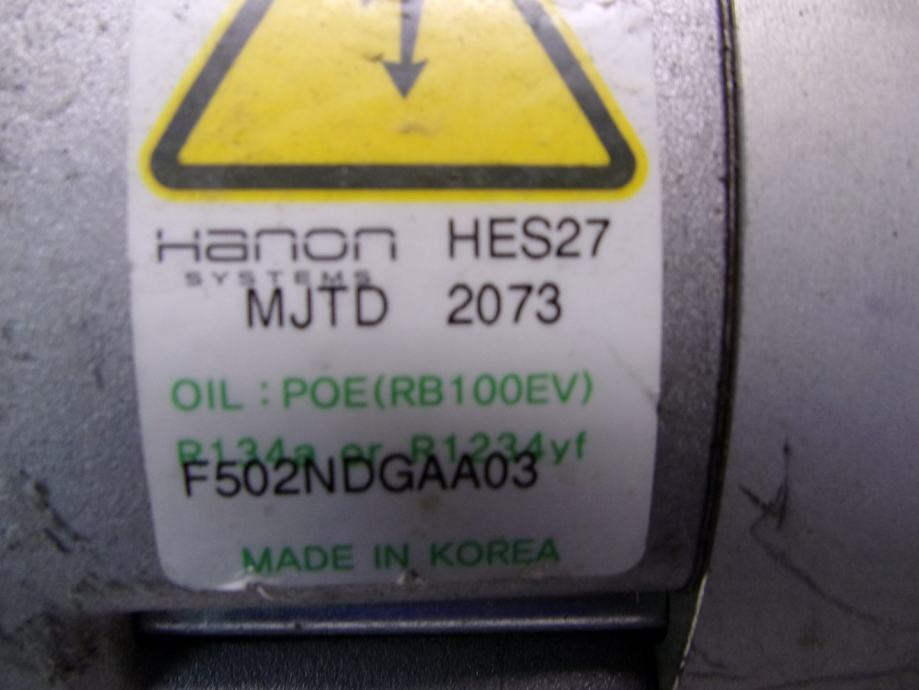 Hanon HES27
SYSTEMS
MJTD 2073
OIL : POE(RB100EV)
R134a or R1234yf
F502NDGAA03
MADE IN KOREA